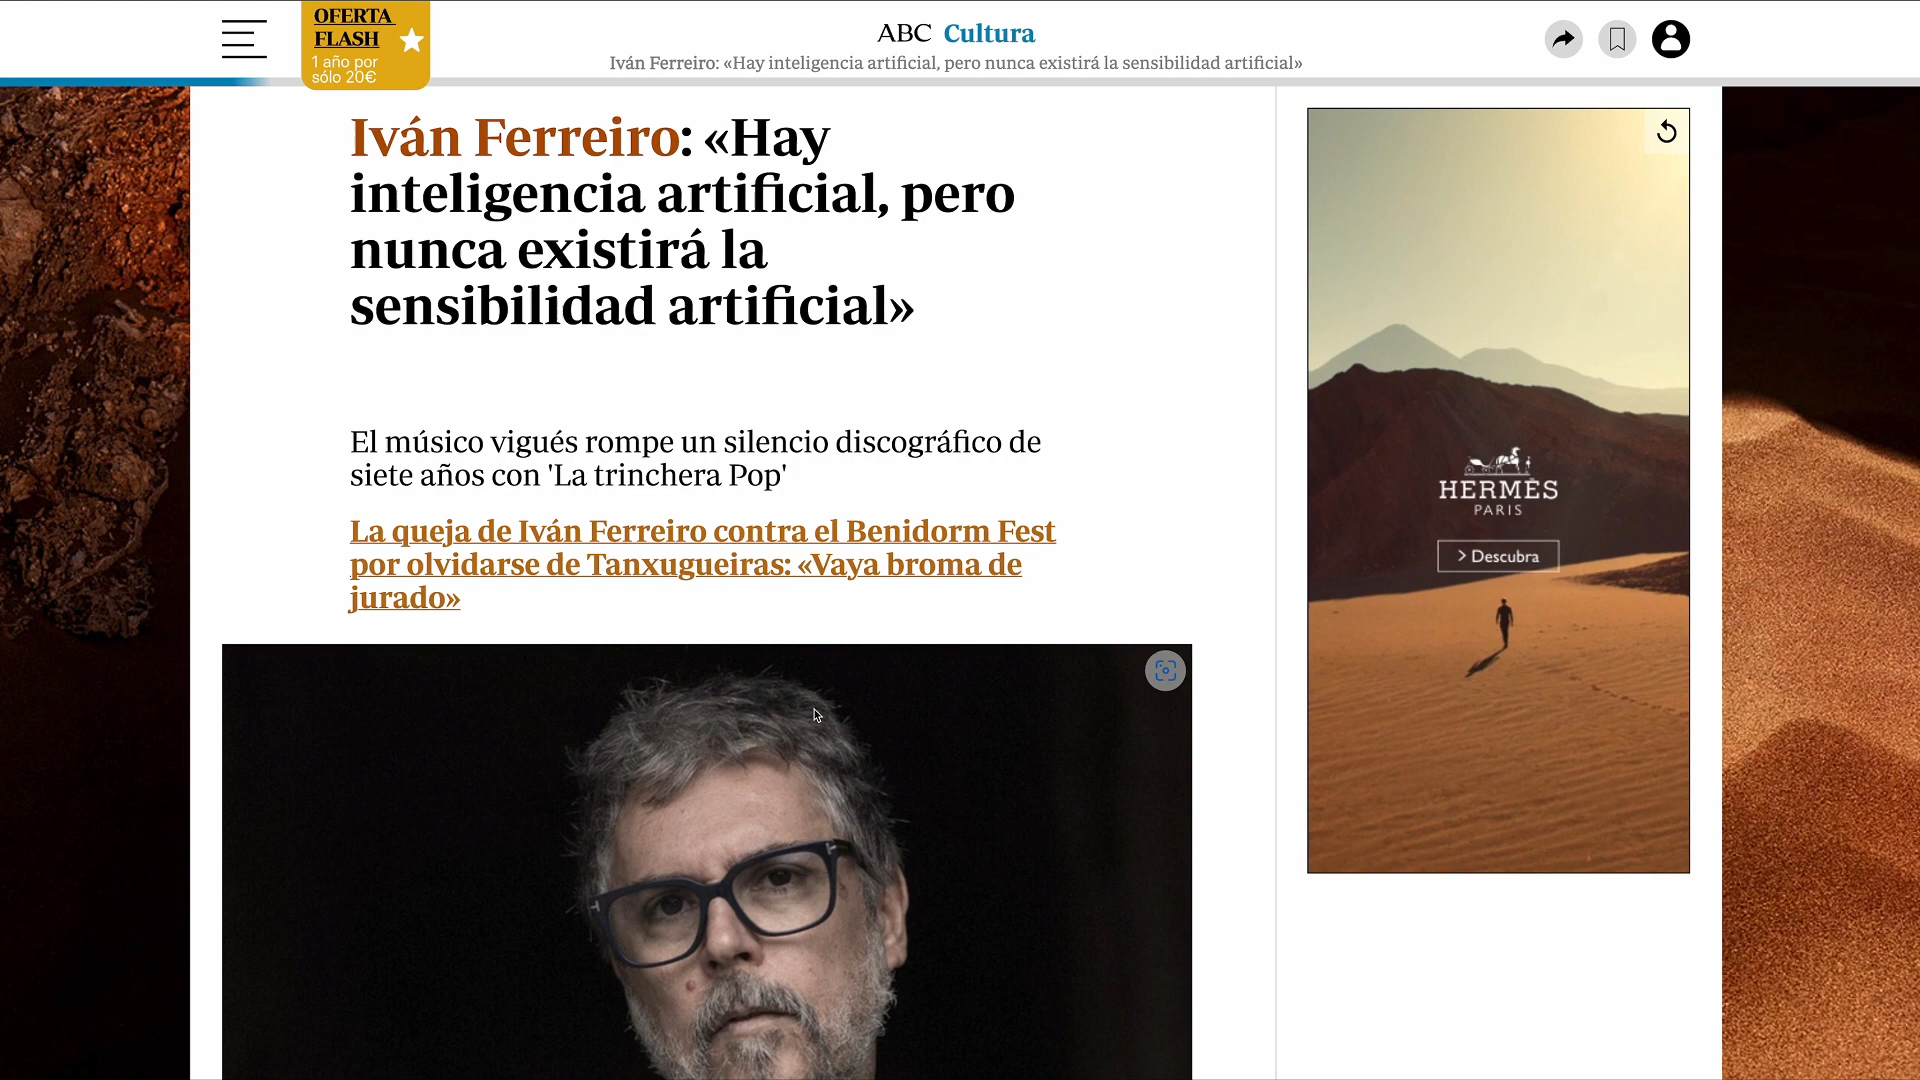 OFERTA
FLASH
1 año por
sólo 20€
ABC Cultura
Iván Ferreiro: «Hay inteligencia artificial, pero nunca existirá la sensibilidad artificial»
Iván Ferreiro: «Hay
inteligencia artificial, pero
nunca existirá la
sensibilidad artificial»
El músico vigués rompe un silencio discográfico de
siete años con 'La trinchera Pop'
La queja de Iván Ferreiro contra el Benidorm Fest
por olvidarse de Tanxugueiras: «Vaya broma de
jurado»
HERMÈS
PARIS
> Descubra